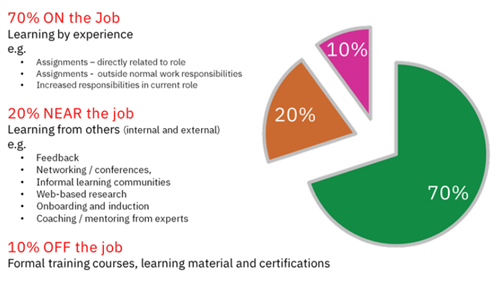 70% ON the Job
Learning by experience
e.g.
• Assignments – directly related to role
• Assignments - outside normal work responsibilities
• Increased responsibilities in current role
20% NEAR the job
Learning from others (internal and external)
e.g.
• Feedback
• Networking / conferences,
• Informal learning communities
• Web-based research
• Onboarding and induction
• Coaching / mentoring from experts
10% OFF the job
Formal training courses, learning material and certifications
10%
20%
70%